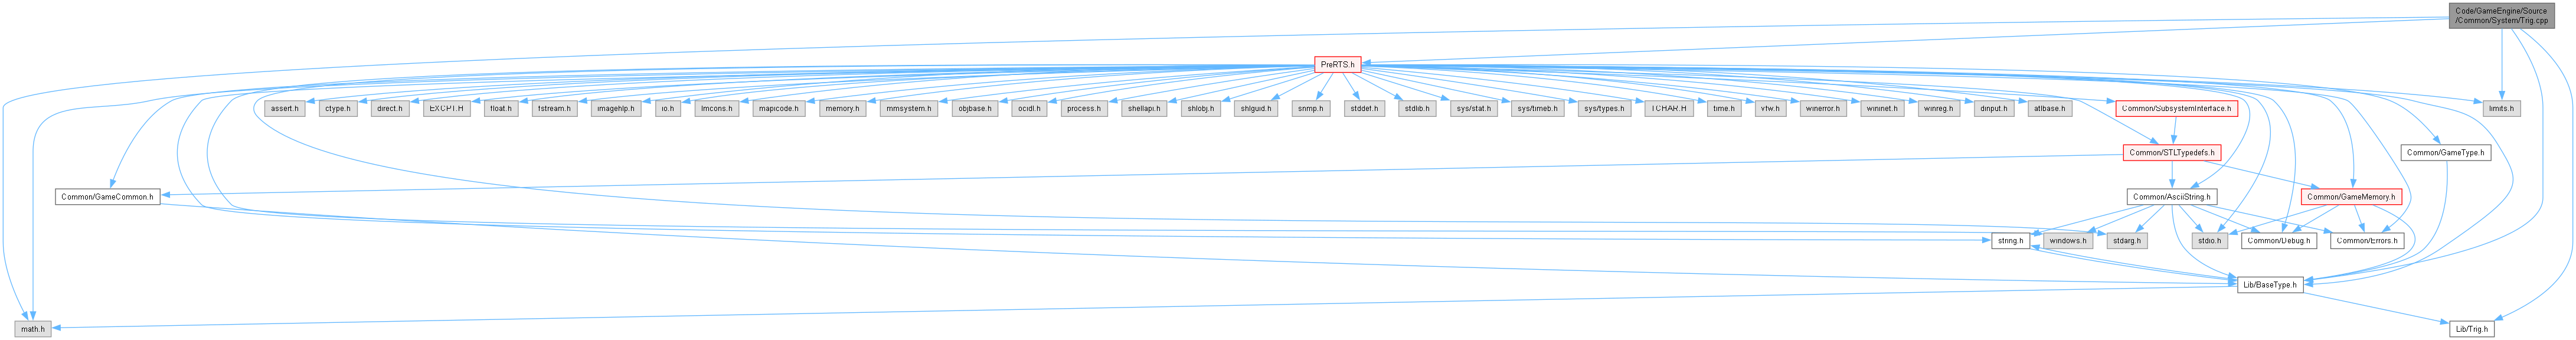 Code/GameEngine/Source
/Common/System/Trig.cpp
PreRTS.h
assert.h
ctype.h
direct.h
EXCPT.H
float.h
fstream.h
imagehlp.h
io.h
lmcons.h
mapicode.h
memory.h
mmsystem.h
objbase.h
ocidl.h
process.h
shellapi.h
shlobj.h
shlguid.h
snmp.h
stddef.h
stdlib.h
sys/stat.h
sys/timeb.h
sys/types.h
TCHAR.H
time.h
vfw.h
winerror.h
wininet.h
winreg.h
dinput.h
atlbase.h
Common/SubsystemInterface.h
limits.h
Common/STLTypedefs.h
Common/GameType.h
Common/GameCommon.h
Common/AsciiString.h
Common/GameMemory.h
string.h
windows.h
stdarg.h
stdio.h
Common/Debug.h
Common/Errors.h
Lib/BaseType.h
math.h
Lib/Trig.h